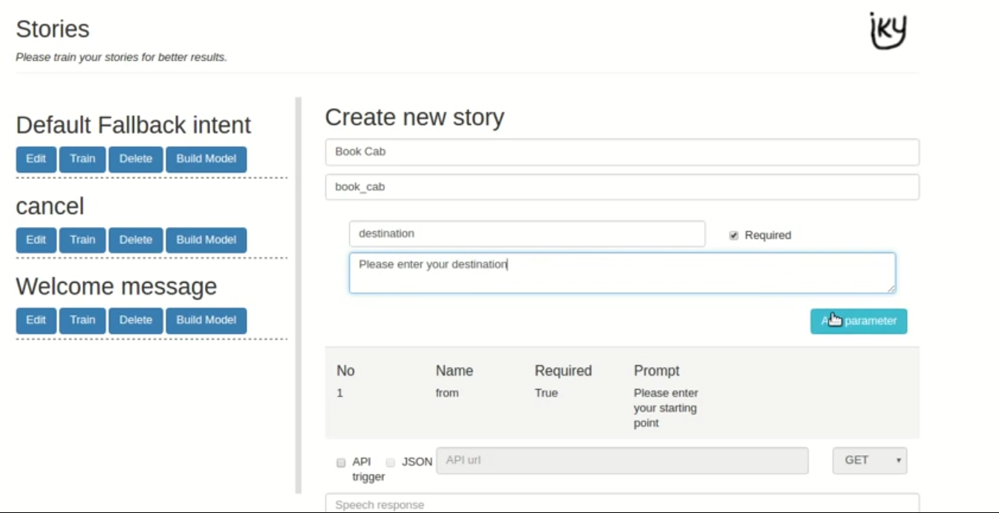 Stories
iky
Please train your stories for better results.
Default Fallback intent
Edit Train Delete Build Model
cancel
Edit Train Delete Build Model
Welcome message
Edit Train Delete Build Model
Create new story
Book Cab
book_cab
destination Required
Please enter your destination
parameter
No Name Required Prompt
1 from True Please enter
your starting
point
API JSON API url GET
trigger
Speech response